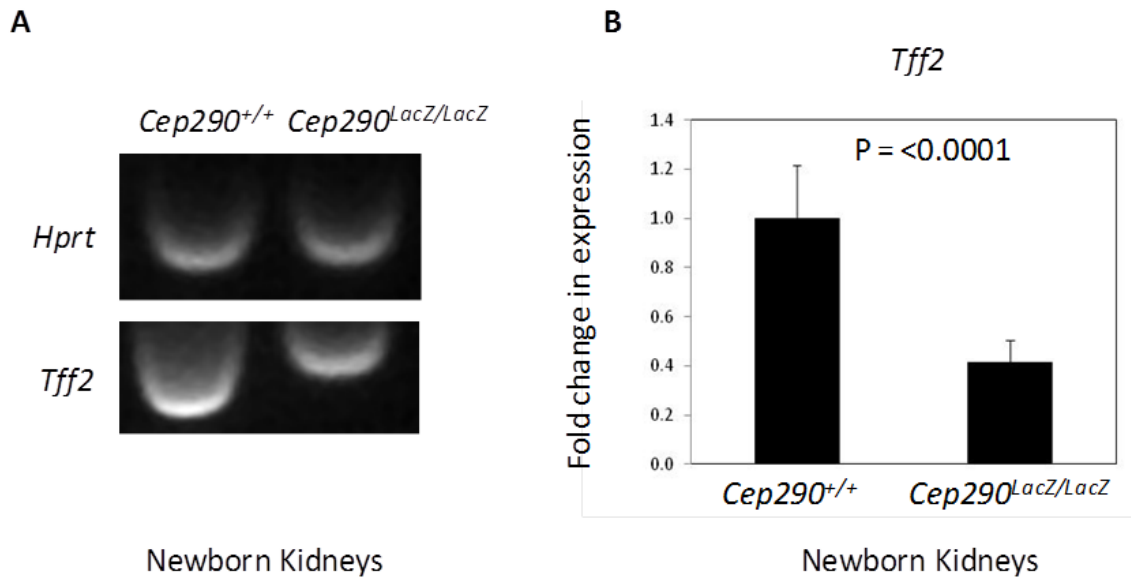 A
Cep290+/+ Cep290LacZ/LacZ
Hprt
Tff2
Newborn Kidneys
B
Tff2
Fold change in expression
1.4
1.2
1.0
0.8
0.6
0.4
0.2
0.0
P = <0.0001
Cep290+/+ Cep290LacZ/LacZ
Newborn Kidneys